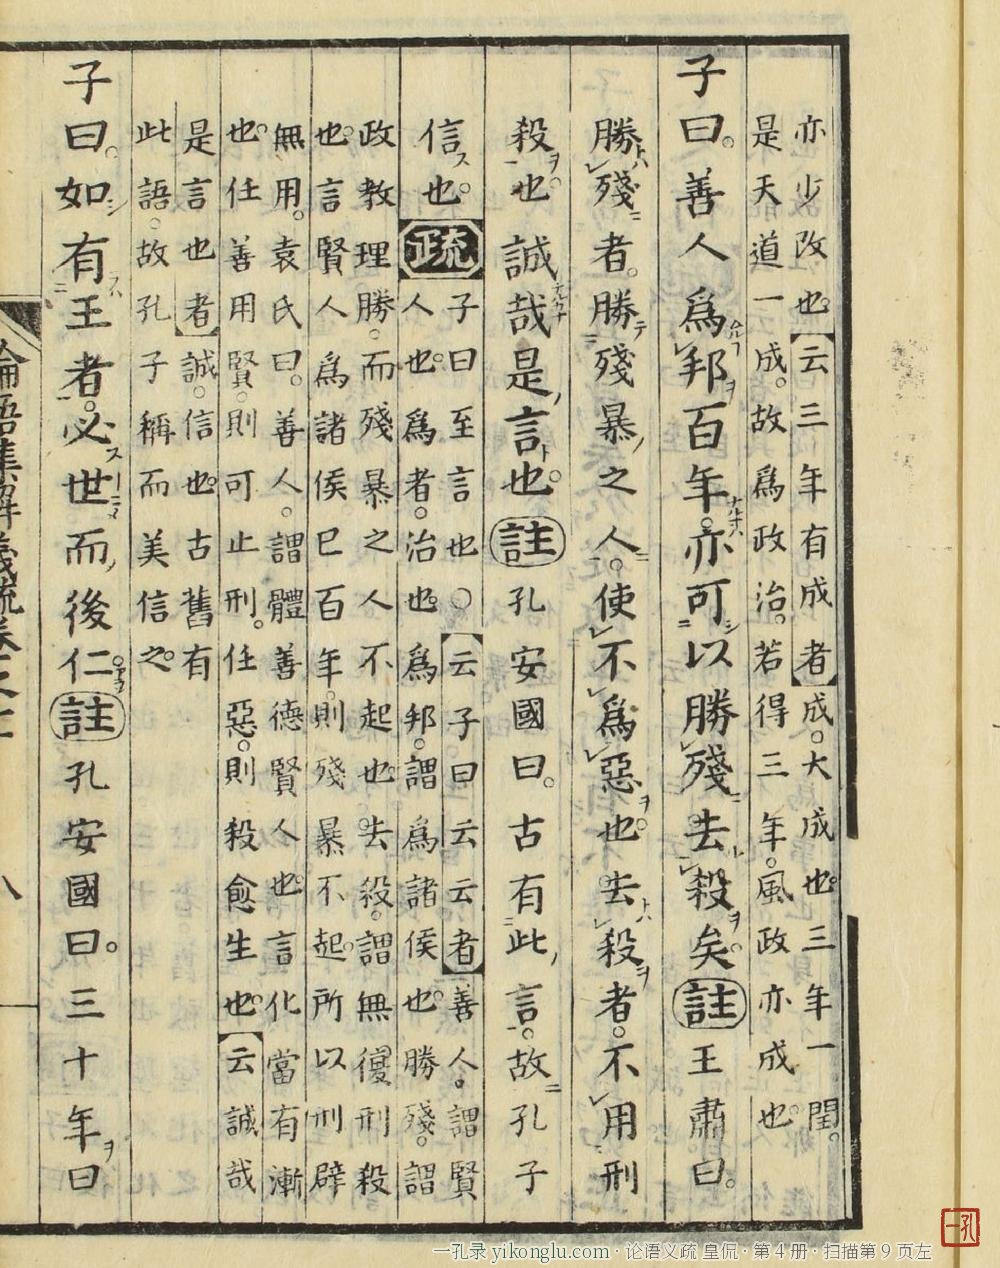 亦少改也。云三年有成者成。大成也。三年一閏。
是天道一成。故爲政治。若得三年。風政亦成也。
子曰。善人爲邦百年。亦可以勝殘去殺矣。註王肅曰。
勝殘者。勝殘暴之人。使不爲惡也。去殺者。不用刑
殺也。誠哉是言也。註孔安國曰。古有此言。故孔子
信也。疏子曰至言也○云子曰云云者善人。謂賢
人也。爲者。治也。爲邦。謂爲諸侯也。勝殘。謂
政教理勝。而殘暴之人不起也。去殺。謂無復刑殺
也。言賢人爲諸侯已百年。則殘暴不起。所以刑辟
無用。袁氏曰。善人。謂體善德賢人也。言化當有漸
也。任善用賢。則可止刑。任惡。則殺愈生也。云誠哉
是言也者誠。信也。古舊有
此語。故孔子稱而美信之。
子曰。如有王者。必世而後仁。註孔安國曰。三十年曰
論語集解義疏卷之七
八
一孔
一孔录 yikonglu.com · 论语义疏 皇侃 · 第 4 册 · 扫描第 9 页左